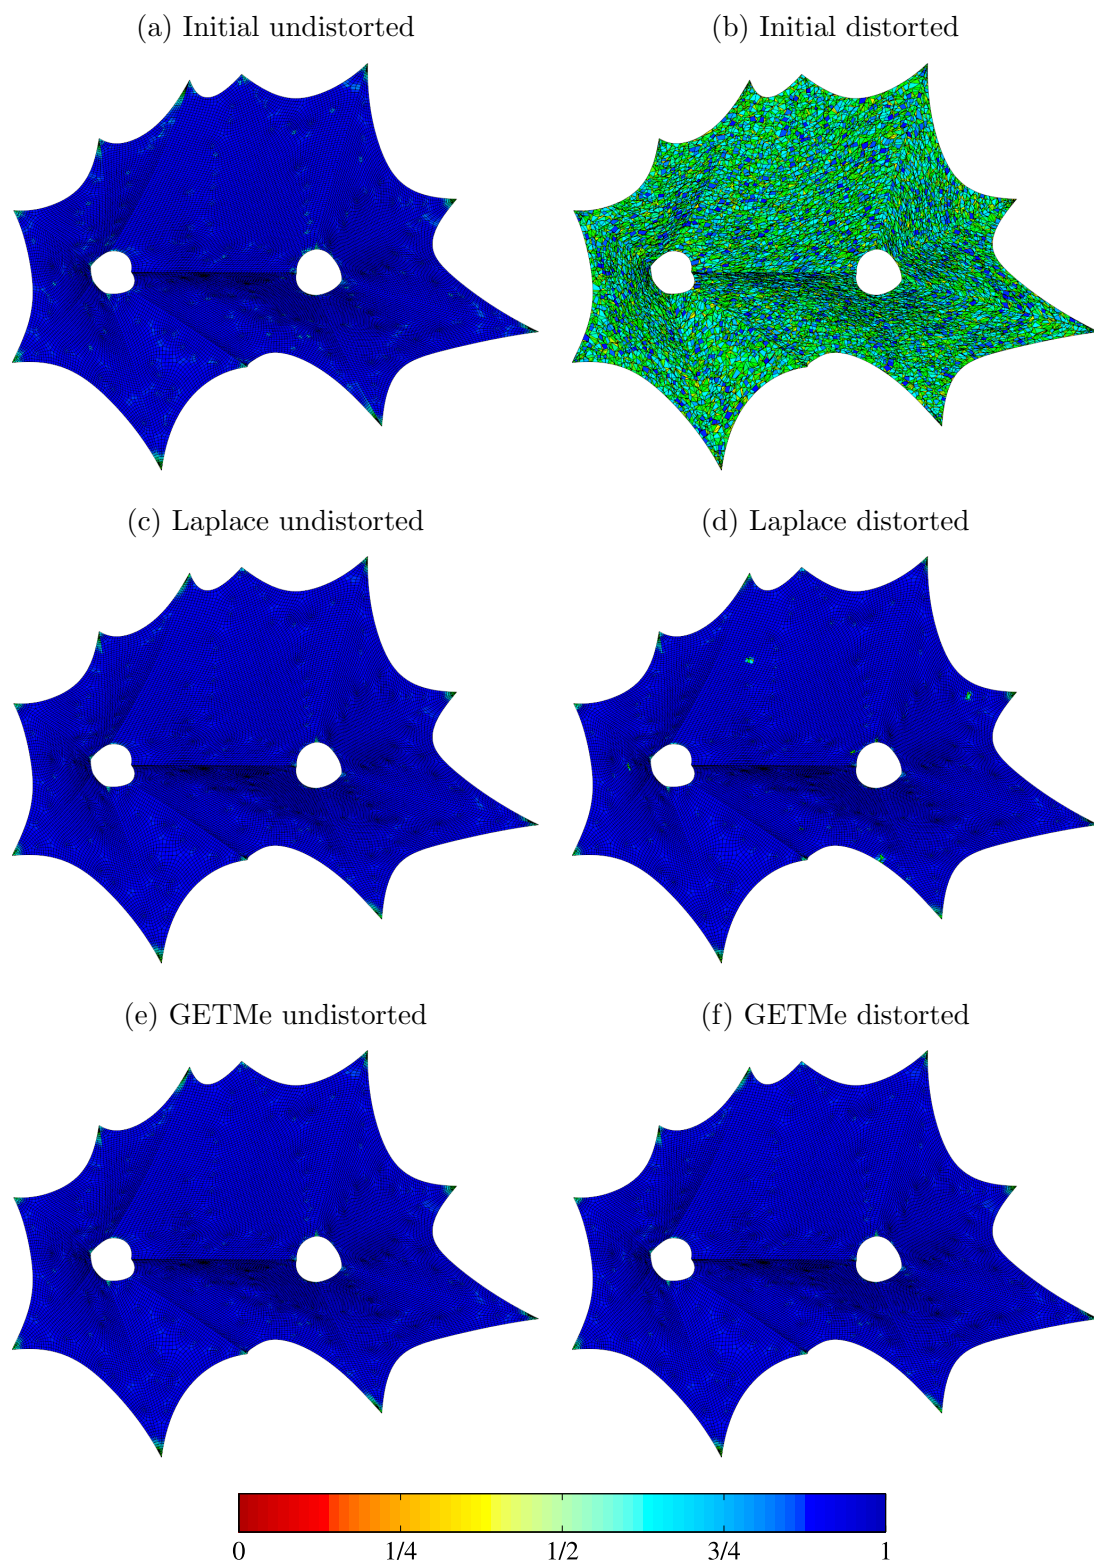 (a) Initial undistorted
(b) Initial distorted
(c) Laplace undistorted
(d) Laplace distorted
(e) GETMe undistorted
(f) GETMe distorted
0 1/4 1/2 3/4 1